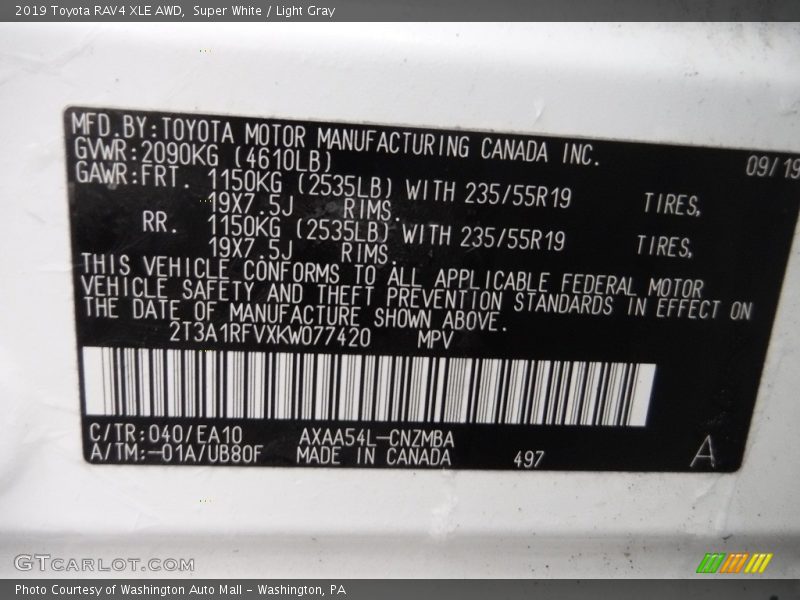 2019 Toyota RAV4 XLE AWD, Super White / Light Gray
MFD.BY:TOYOTA MOTOR MANUFACTURING CANADA INC. 09/19
GVWR:2090KG (4610LB)
GAWR:FRT. 1150KG (2535LB) WITH 235/55R19 TIRES,
19X7.5J RIMS.
RR. 1150KG (2535LB) WITH 235/55R19 TIRES,
19X7.5J RIMS.
THIS VEHICLE CONFORMS TO ALL APPLICABLE FEDERAL MOTOR
VEHICLE SAFETY AND THEFT PREVENTION STANDARDS IN EFFECT ON
THE DATE OF MANUFACTURE SHOWN ABOVE.
2T3A1RFVXKW077420 MPV
C/TR:040/EA10 AXAA54L-CNZMBA
A/TM:-01A/UB80F MADE IN CANADA 497 A
GTCARLOT.COM
Photo Courtesy of Washington Auto Mall - Washington, PA